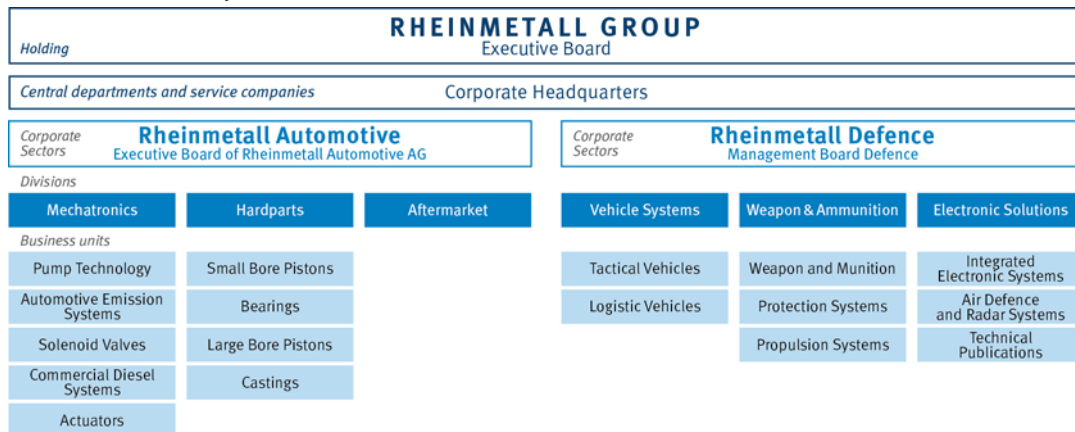 RHEINMETALL GROUP
Holding
Executive Board
Central departments and service companies
Corporate Headquarters
Corporate
Sectors
Rheinmetall Automotive
Executive Board of Rheinmetall Automotive AG
Corporate
Sectors
Rheinmetall Defence
Management Board Defence
Divisions
Mechatronics
Hardparts
Aftermarket
Vehicle Systems
Weapon & Ammunition
Electronic Solutions
Business units
Pump Technology
Small Bore Pistons
Tactical Vehicles
Weapon and Munition
Integrated
Electronic Systems
Automotive Emission
Systems
Bearings
Logistic Vehicles
Protection Systems
Air Defence
and Radar Systems
Solenoid Valves
Large Bore Pistons
Propulsion Systems
Technical
Publications
Commercial Diesel
Systems
Castings
Actuators